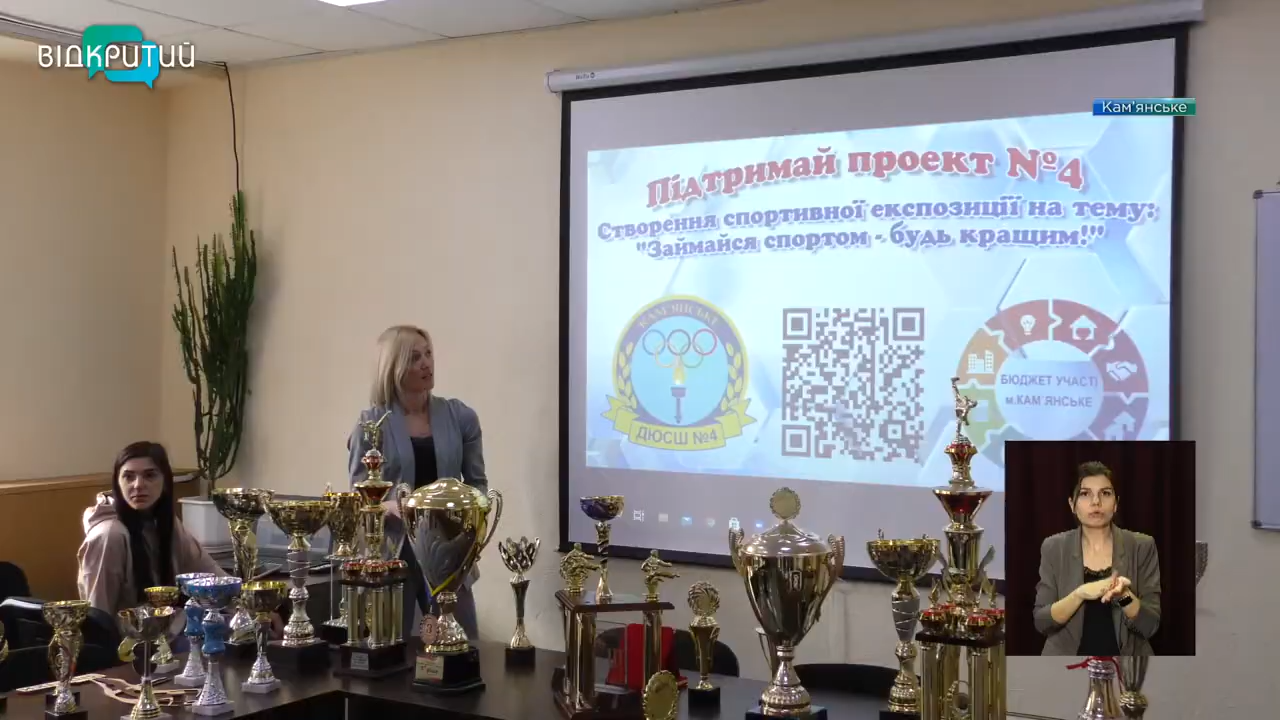 ВІДКРИТИЙ
Кам'янське
Підтримай проект №4
Створення спортивної експозиції на тему:
"Займайся спортом - будь кращим!"
КАМ'ЯНСЬКЕ
ДЮСШ №4
БЮДЖЕТ УЧАСТІ
м.КАМ ЯНСЬКЕ